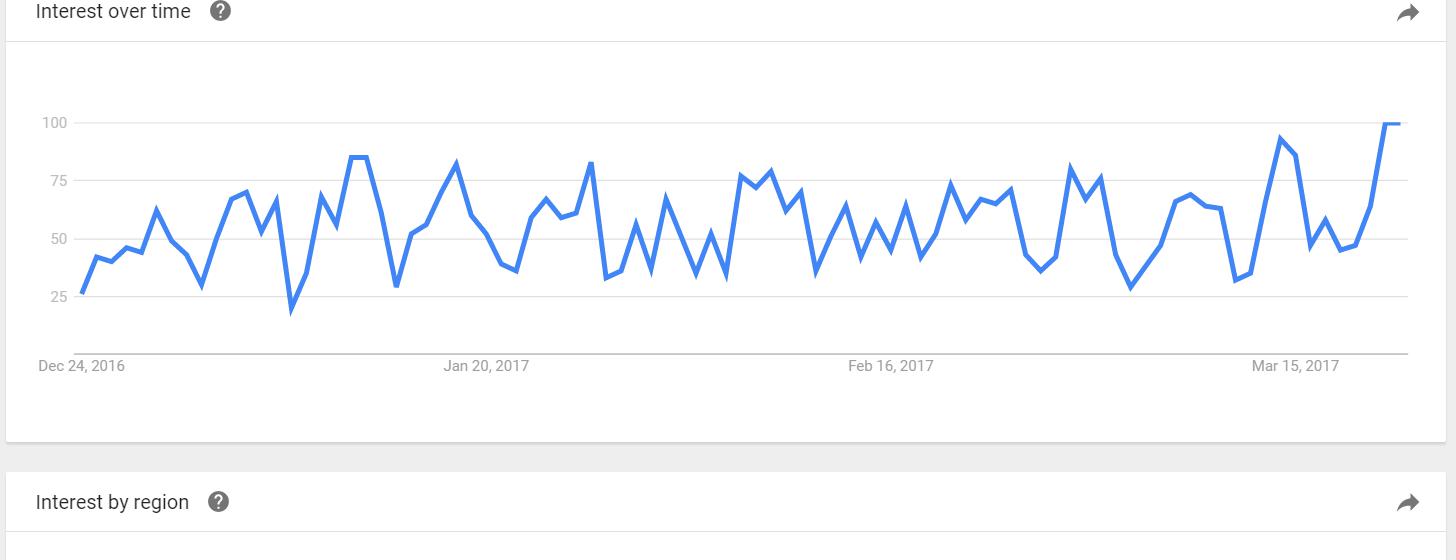 Interest over time ?
100
75
50
25
Dec 24, 2016 Jan 20, 2017 Feb 16, 2017 Mar 15, 2017
Interest by region ?